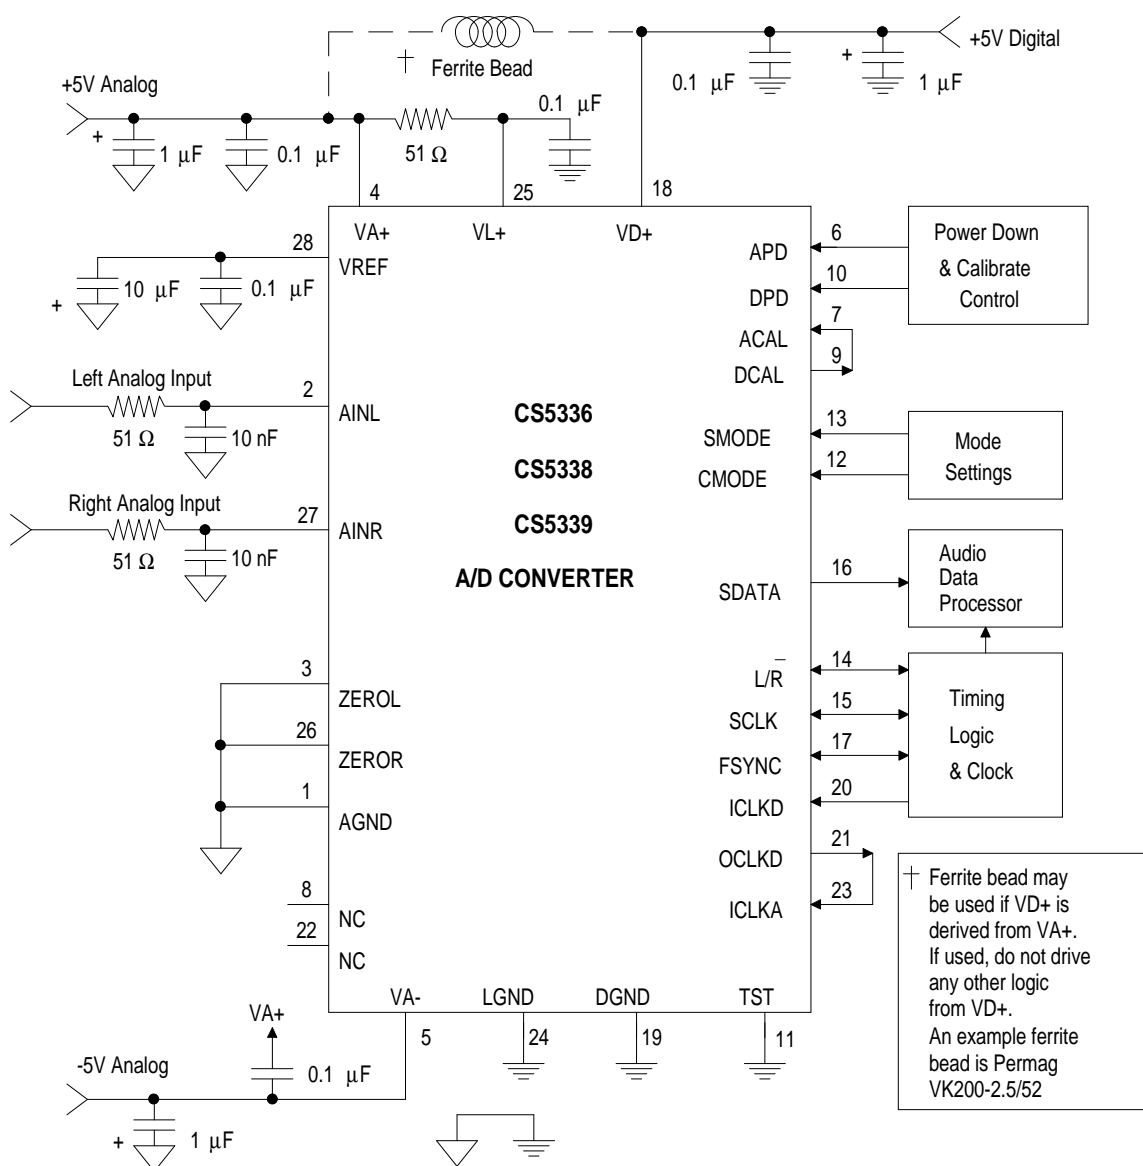 +5V Digital
† Ferrite Bead
0.1 µF
+ 1 µF
+5V Analog
+ 1 µF
0.1 µF
51 Ω
0.1 µF
4
25
18
VA+
VL+
VD+
28
VREF
+ 10 µF
0.1 µF
Left Analog Input
51 Ω
10 nF
2
AINL
Right Analog Input
51 Ω
10 nF
27
AINR
CS5336
CS5338
CS5339
A/D CONVERTER
3
ZEROL
26
ZEROR
1
AGND
8
NC
22
NC
APD
6
DPD
10
ACAL
7
DCAL
9
Power Down
& Calibrate
Control
SMODE
13
CMODE
12
Mode
Settings
SDATA
16
Audio
Data
Processor
L/R̅
14
SCLK
15
FSYNC
17
ICLKD
20
Timing
Logic
& Clock
OCLKD
21
ICLKA
23
† Ferrite bead may
be used if VD+ is
derived from VA+.
If used, do not drive
any other logic
from VD+.
An example ferrite
bead is Permag
VK200-2.5/52
VA-
LGND
DGND
TST
5
24
19
11
VA+
0.1 µF
-5V Analog
+ 1 µF